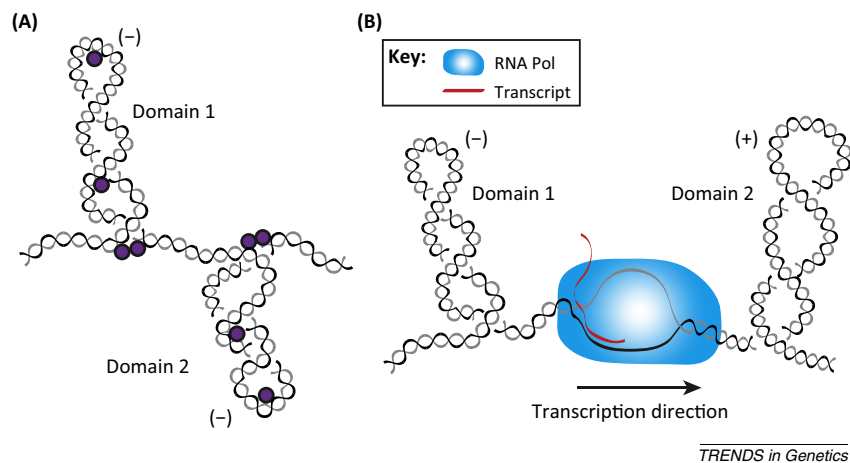 (A)
(–)
Domain 1
Domain 2
(–)
(B)
Key:
RNA Pol
Transcript
(–)
Domain 1
(+)
Domain 2
Transcription direction
TRENDS in Genetics